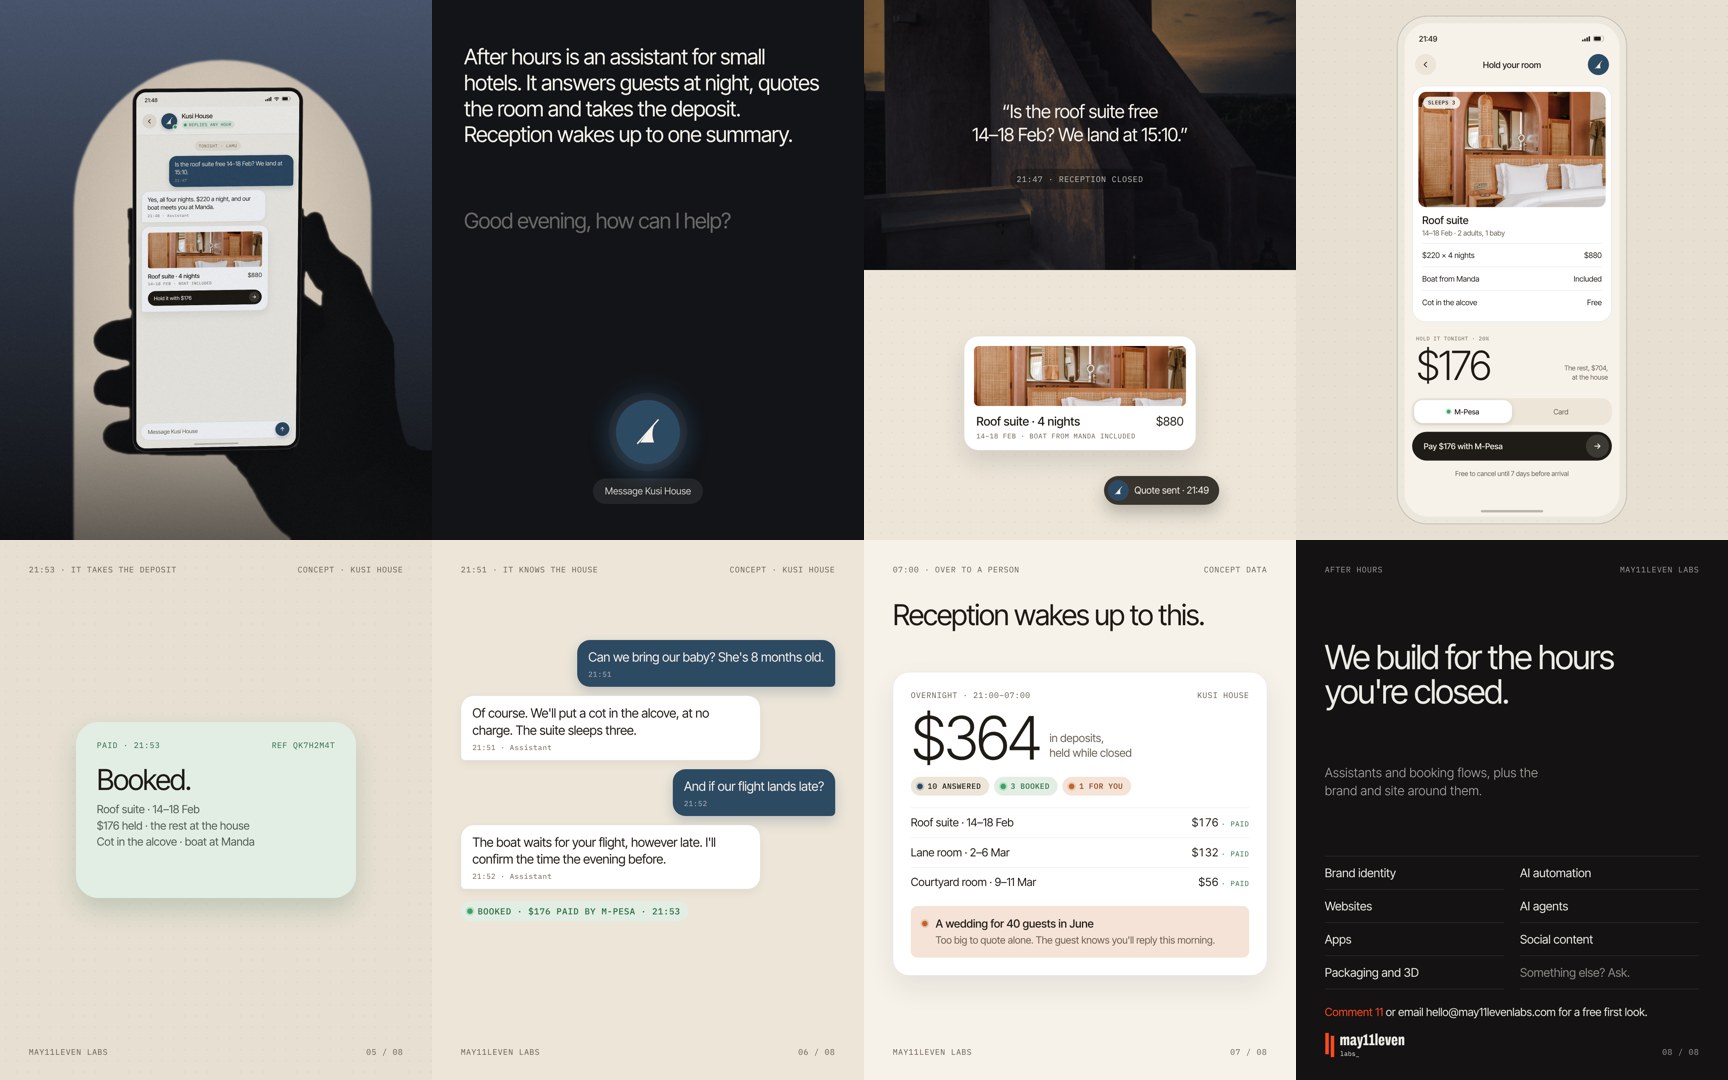 21:48
Kusi House
REPLIES ANY HOUR
TONIGHT · LAMU
Is the roof suite free 14–18 Feb? We land at
15:10.
21:47
Yes, all four nights. $220 a night, and our
boat meets you at Manda.
21:48 · Assistant
Roof suite · 4 nights $880
14–18 FEB · BOAT INCLUDED
Hold it with $176
Message Kusi House
After hours is an assistant for small
hotels. It answers guests at night, quotes
the room and takes the deposit.
Reception wakes up to one summary.
Good evening, how can I help?
Message Kusi House
“Is the roof suite free
14–18 Feb? We land at 15:10.”
21:47 · RECEPTION CLOSED
Roof suite · 4 nights $880
14–18 FEB · BOAT FROM MANDA INCLUDED
Quote sent · 21:49
21:49
Hold your room
SLEEPS 3
Roof suite
14–18 Feb · 2 adults, 1 baby
$220 × 4 nights $880
Boat from Manda Included
Cot in the alcove Free
HOLD IT TONIGHT · 20%
$176
The rest, $704,
at the house
M-Pesa Card
Pay $176 with M-Pesa
Free to cancel until 7 days before arrival
21:53 · IT TAKES THE DEPOSIT CONCEPT · KUSI HOUSE
PAID · 21:53 REF QK7H2M4T
Booked.
Roof suite · 14–18 Feb
$176 held · the rest at the house
Cot in the alcove · boat at Manda
MAY11LEVEN LABS 05 / 08
21:51 · IT KNOWS THE HOUSE CONCEPT · KUSI HOUSE
Can we bring our baby? She's 8 months old.
21:51
Of course. We'll put a cot in the alcove, at no
charge. The suite sleeps three.
21:51 · Assistant
And if our flight lands late?
21:52
The boat waits for your flight, however late. I'll
confirm the time the evening before.
21:52 · Assistant
BOOKED · $176 PAID BY M-PESA · 21:53
MAY11LEVEN LABS 06 / 08
07:00 · OVER TO A PERSON CONCEPT DATA
Reception wakes up to this.
OVERNIGHT · 21:00–07:00 KUSI HOUSE
$364 in deposits,
held while closed
10 ANSWERED 3 BOOKED 1 FOR YOU
Roof suite · 14–18 Feb $176 · PAID
Lane room · 2–6 Mar $132 · PAID
Courtyard room · 9–11 Mar $56 · PAID
A wedding for 40 guests in June
Too big to quote alone. The guest knows you'll reply this morning.
MAY11LEVEN LABS 07 / 08
AFTER HOURS MAY11LEVEN LABS
We build for the hours
you're closed.
Assistants and booking flows, plus the
brand and site around them.
Brand identity AI automation
Websites AI agents
Apps Social content
Packaging and 3D Something else? Ask.
Comment 11 or email hello@may11levenlabs.com for a free first look.
may11leven
labs_
08 / 08